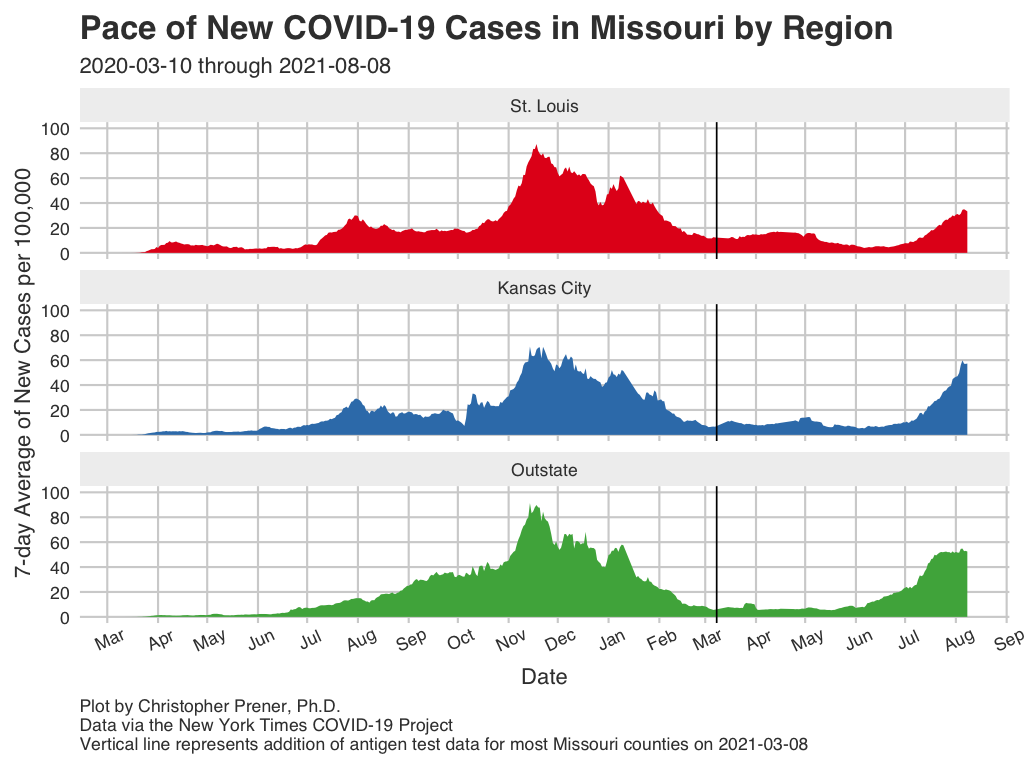 Pace of New COVID-19 Cases in Missouri by Region
2020-03-10 through 2021-08-08
7-day Average of New Cases per 100,000
St. Louis
100
80
60
40
20
0
Kansas City
100
80
60
40
20
0
Outstate
100
80
60
40
20
0
Mar Apr May Jun Jul Aug Sep Oct Nov Dec Jan Feb Mar Apr May Jun Jul Aug Sep
Date
Plot by Christopher Prener, Ph.D.
Data via the New York Times COVID-19 Project
Vertical line represents addition of antigen test data for most Missouri counties on 2021-03-08